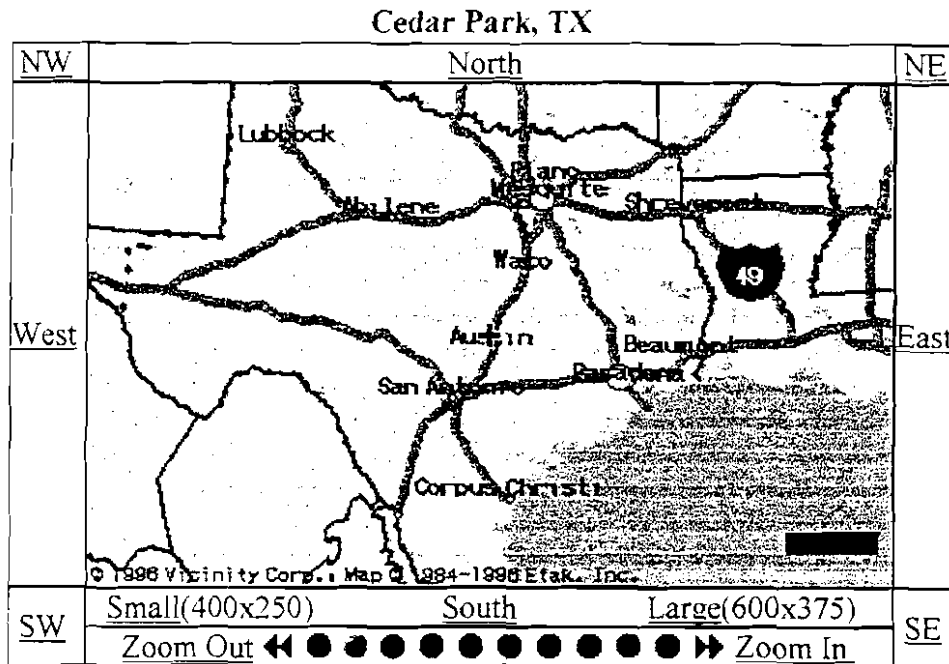 Cedar Park, TX
NW
North
NE
Lubbock
Plano
Mesquite
Abilene
Shreveport
Waco
49
West
Austin
Beaumont
East
San Antonio
Pasadena
Corpus Christi
© 1996 Vicinity Corp., Map © 1984-1996 Etak, Inc.
SW
Small(400x250)
South
Large(600x375)
SE
Zoom Out
Zoom In